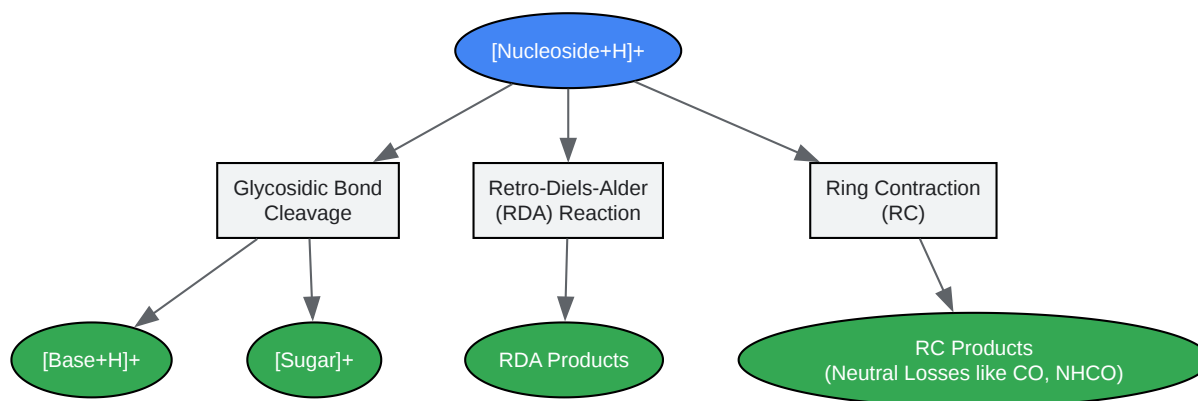 [Nucleoside+H]+
Glycosidic Bond
Cleavage
Retro-Diels-Alder
(RDA) Reaction
Ring Contraction
(RC)
[Base+H]+
[Sugar]+
RDA Products
RC Products
(Neutral Losses like CO, NHCO)